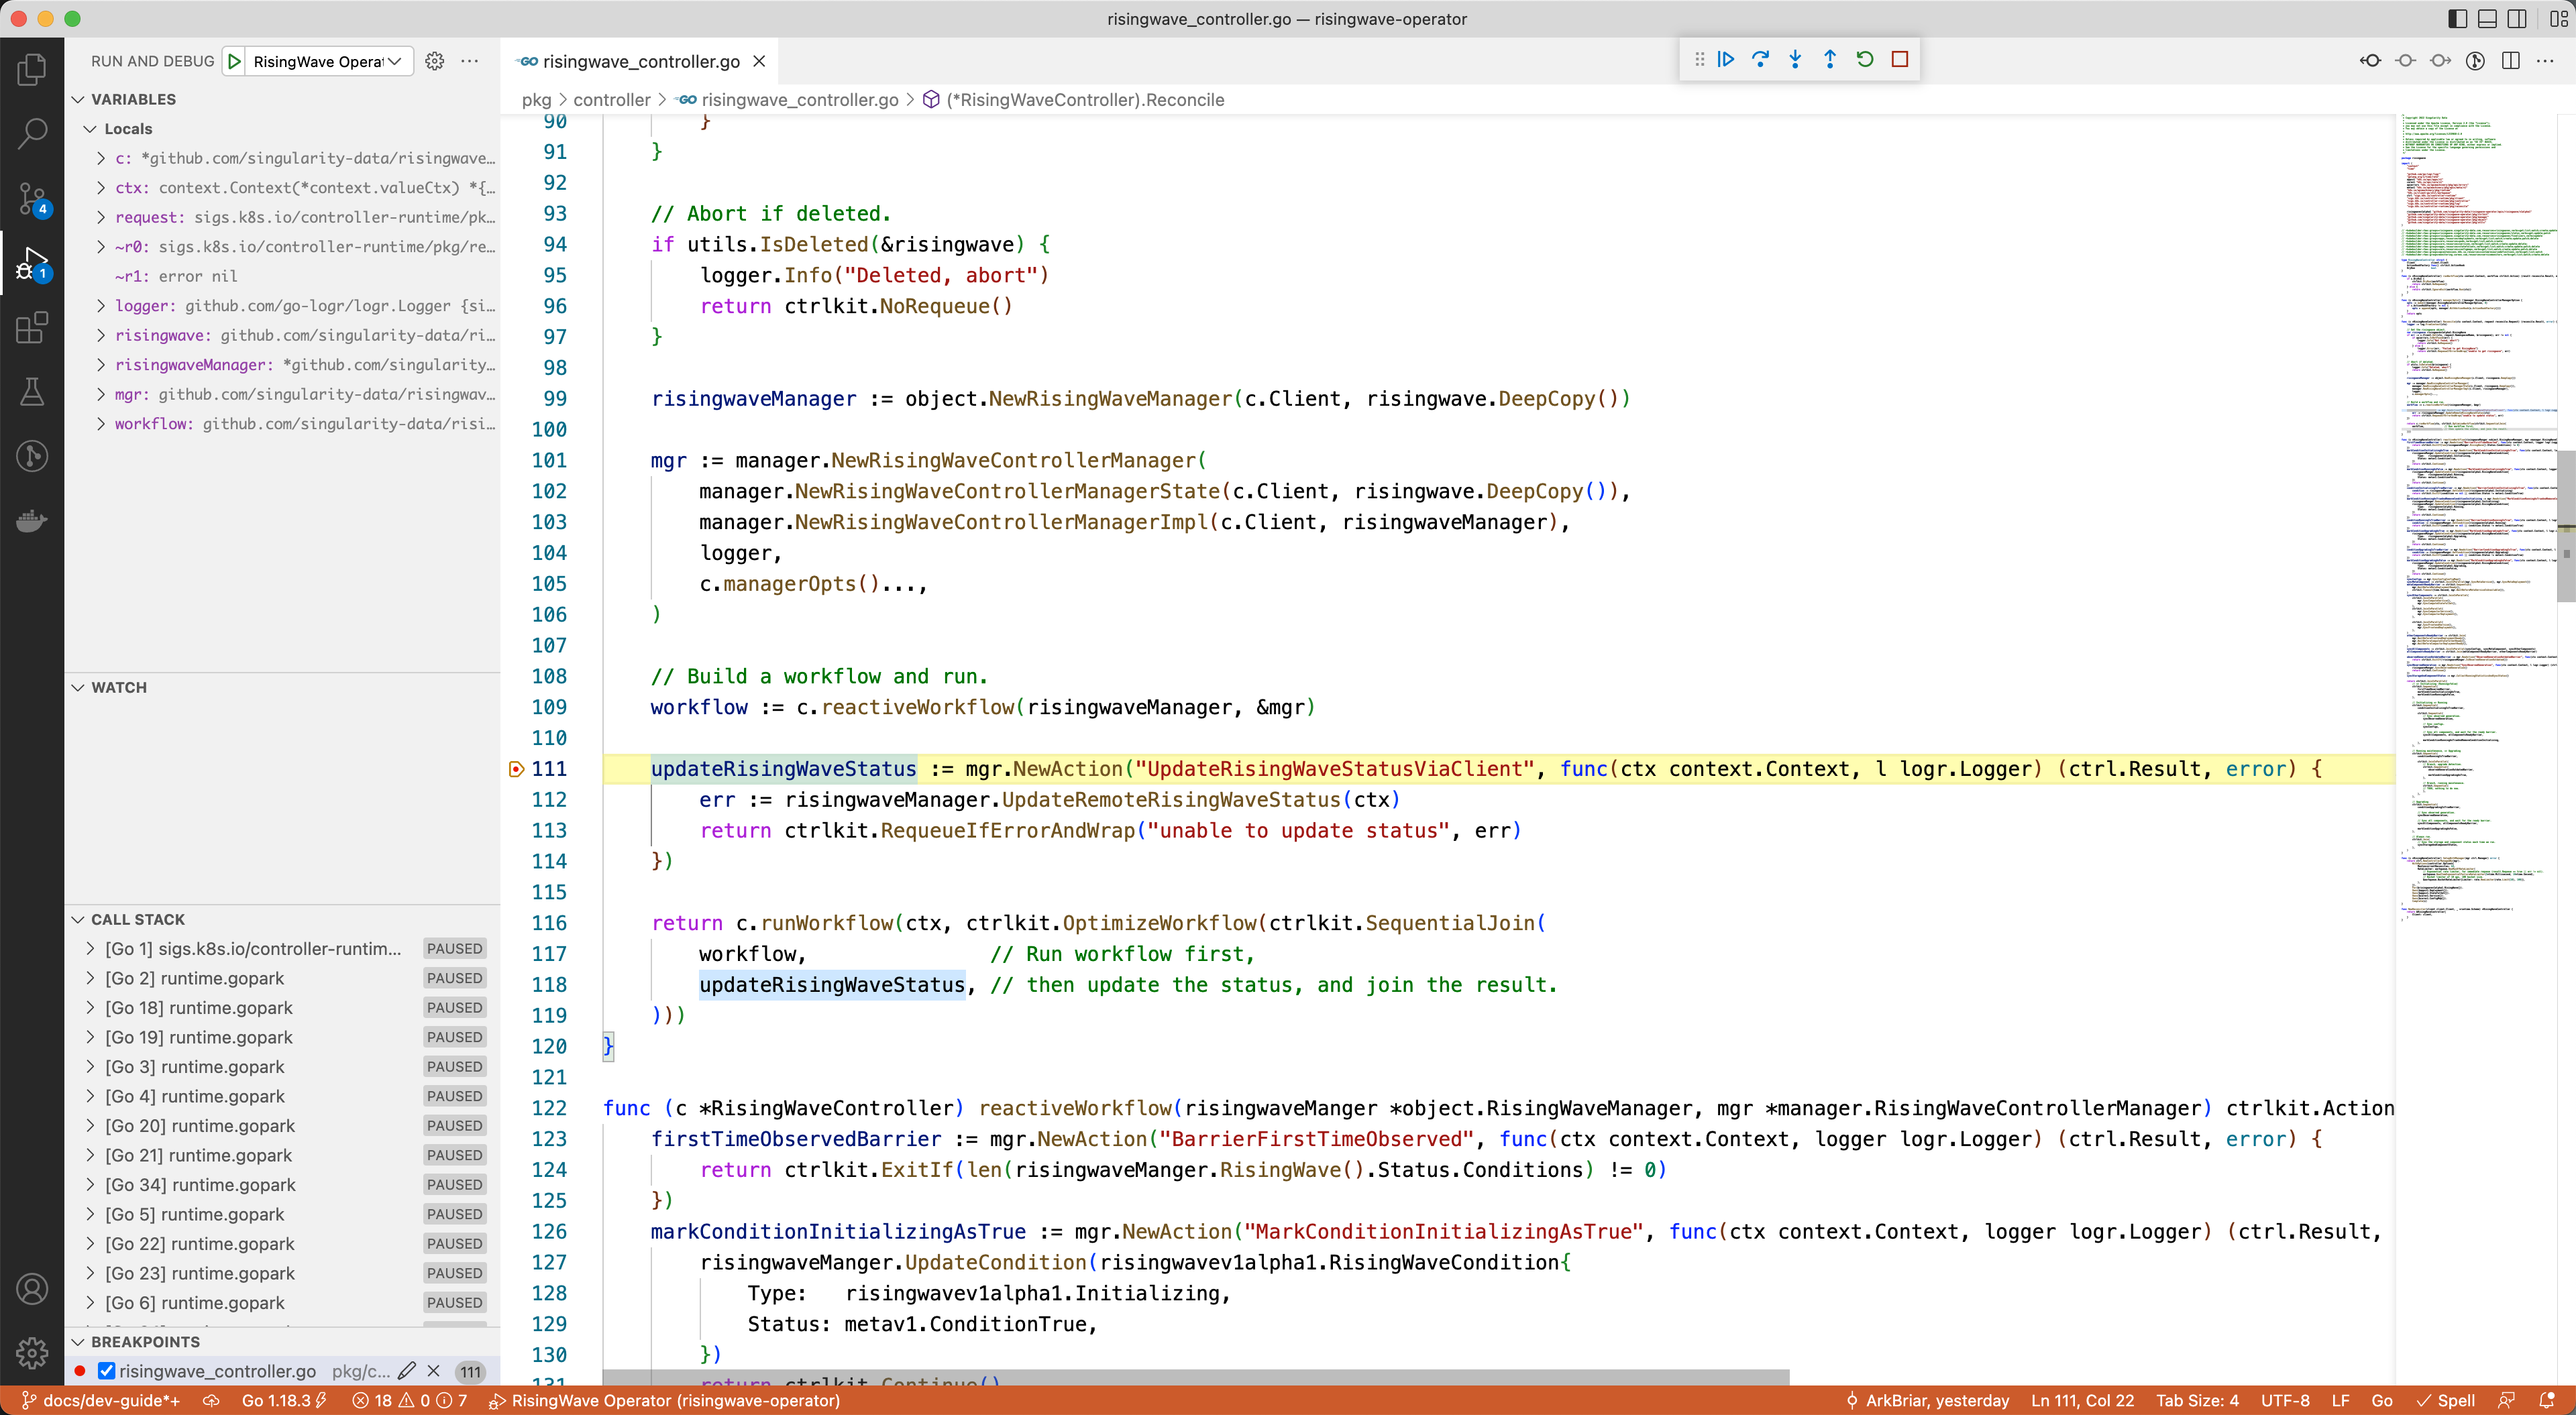 risingwave_controller.go — risingwave-operator
RUN AND DEBUG
RisingWave Operat
VARIABLES
Locals
c: *github.com/singularity-data/risingwave...
ctx: context.Context(*context.valueCtx) *{...
request: sigs.k8s.io/controller-runtime/pk...
~r0: sigs.k8s.io/controller-runtime/pkg/re...
~r1: error nil
logger: github.com/go-logr/logr.Logger {si...
risingwave: github.com/singularity-data/ri...
risingwaveManager: *github.com/singularity...
mgr: github.com/singularity-data/risingwav...
workflow: github.com/singularity-data/risi...
WATCH
CALL STACK
[Go 1] sigs.k8s.io/controller-runtim... PAUSED
[Go 2] runtime.gopark PAUSED
[Go 18] runtime.gopark PAUSED
[Go 19] runtime.gopark PAUSED
[Go 3] runtime.gopark PAUSED
[Go 4] runtime.gopark PAUSED
[Go 20] runtime.gopark PAUSED
[Go 21] runtime.gopark PAUSED
[Go 34] runtime.gopark PAUSED
[Go 5] runtime.gopark PAUSED
[Go 22] runtime.gopark PAUSED
[Go 23] runtime.gopark PAUSED
[Go 6] runtime.gopark PAUSED
BREAKPOINTS
risingwave_controller.go pkg/c... 111
4
1
GO risingwave_controller.go
pkg > controller > GO risingwave_controller.go > (*RisingWaveController).Reconcile
90 }
91 }
92
93 // Abort if deleted.
94 if utils.IsDeleted(&risingwave) {
95 logger.Info("Deleted, abort")
96 return ctrlkit.NoRequeue()
97 }
98
99 risingwaveManager := object.NewRisingWaveManager(c.Client, risingwave.DeepCopy())
100
101 mgr := manager.NewRisingWaveControllerManager(
102 manager.NewRisingWaveControllerManagerState(c.Client, risingwave.DeepCopy()),
103 manager.NewRisingWaveControllerManagerImpl(c.Client, risingwaveManager),
104 logger,
105 c.managerOpts()...,
106 )
107
108 // Build a workflow and run.
109 workflow := c.reactiveWorkflow(risingwaveManager, &mgr)
110
111 updateRisingWaveStatus := mgr.NewAction("UpdateRisingWaveStatusViaClient", func(ctx context.Context, l logr.Logger) (ctrl.Result, error) {
112 err := risingwaveManager.UpdateRemoteRisingWaveStatus(ctx)
113 return ctrlkit.RequeueIfErrorAndWrap("unable to update status", err)
114 })
115
116 return c.runWorkflow(ctx, ctrlkit.OptimizeWorkflow(ctrlkit.SequentialJoin(
117 workflow, // Run workflow first,
118 updateRisingWaveStatus, // then update the status, and join the result.
119 )))
120 }
121
122 func (c *RisingWaveController) reactiveWorkflow(risingwaveManger *object.RisingWaveManager, mgr *manager.RisingWaveControllerManager) ctrlkit.Action
123 firstTimeObservedBarrier := mgr.NewAction("BarrierFirstTimeObserved", func(ctx context.Context, logger logr.Logger) (ctrl.Result, error) {
124 return ctrlkit.ExitIf(len(risingwaveManger.RisingWave().Status.Conditions) != 0)
125 })
126 markConditionInitializingAsTrue := mgr.NewAction("MarkConditionInitializingAsTrue", func(ctx context.Context, logger logr.Logger) (ctrl.Result,
127 risingwaveManger.UpdateCondition(risingwavev1alpha1.RisingWaveCondition{
128 Type: risingwavev1alpha1.Initializing,
129 Status: metav1.ConditionTrue,
130 })
131 return ctrlkit.Continue()
docs/dev-guide*+ Go 1.18.3 18 0 7 RisingWave Operator (risingwave-operator) ArkBriar, yesterday Ln 111, Col 22 Tab Size: 4 UTF-8 LF Go Spell